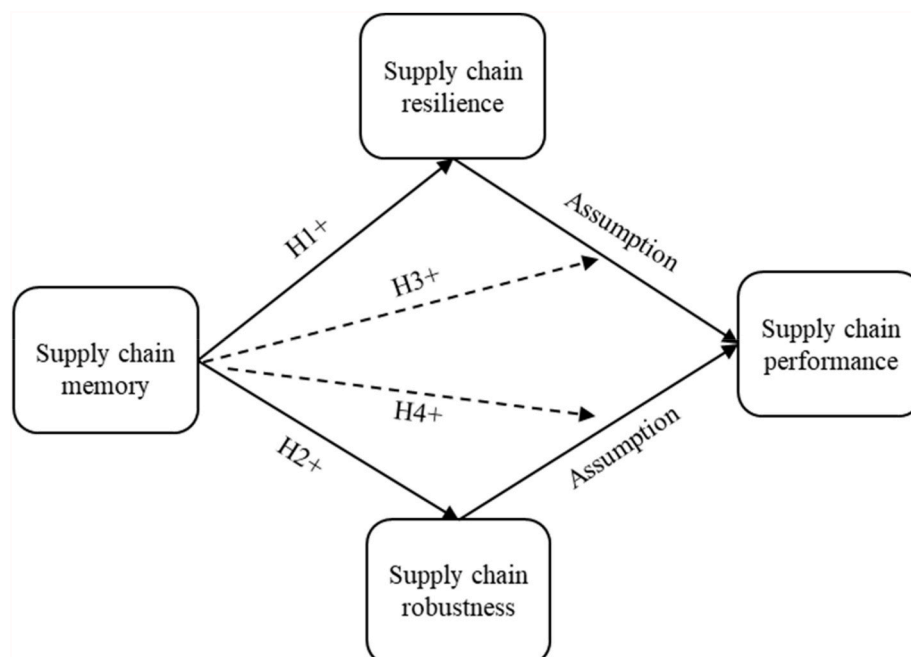 Supply chain
resilience
H1+
Assumption
H3+
Supply chain
memory
Supply chain
performance
H4+
H2+
Assumption
Supply chain
robustness